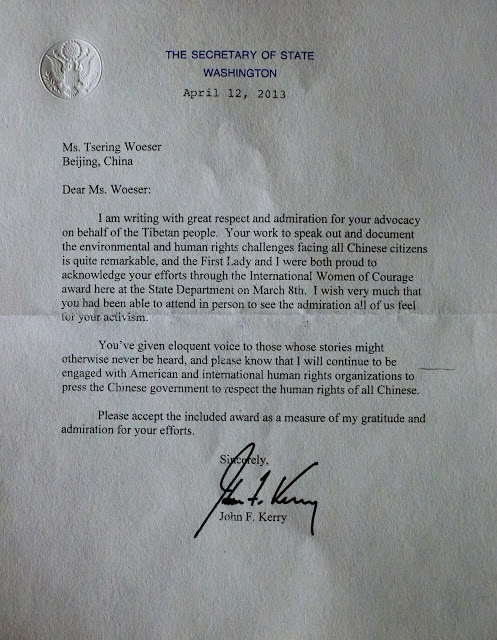 THE SECRETARY OF STATE
WASHINGTON
April 12, 2013
Ms. Tsering Woeser
Beijing, China
Dear Ms. Woeser:
I am writing with great respect and admiration for your advocacy
on behalf of the Tibetan people. Your work to speak out and document
the environmental and human rights challenges facing all Chinese citizens
is quite remarkable, and the First Lady and I were both proud to
acknowledge your efforts through the International Women of Courage
award here at the State Department on March 8th. I wish very much that
you had been able to attend in person to see the admiration all of us feel
for your activism.
You've given eloquent voice to those whose stories might
otherwise never be heard, and please know that I will continue to be
engaged with American and international human rights organizations to
press the Chinese government to respect the human rights of all Chinese.
Please accept the included award as a measure of my gratitude and
admiration for your efforts.
Sincerely,
John F. Kerry
John F. Kerry